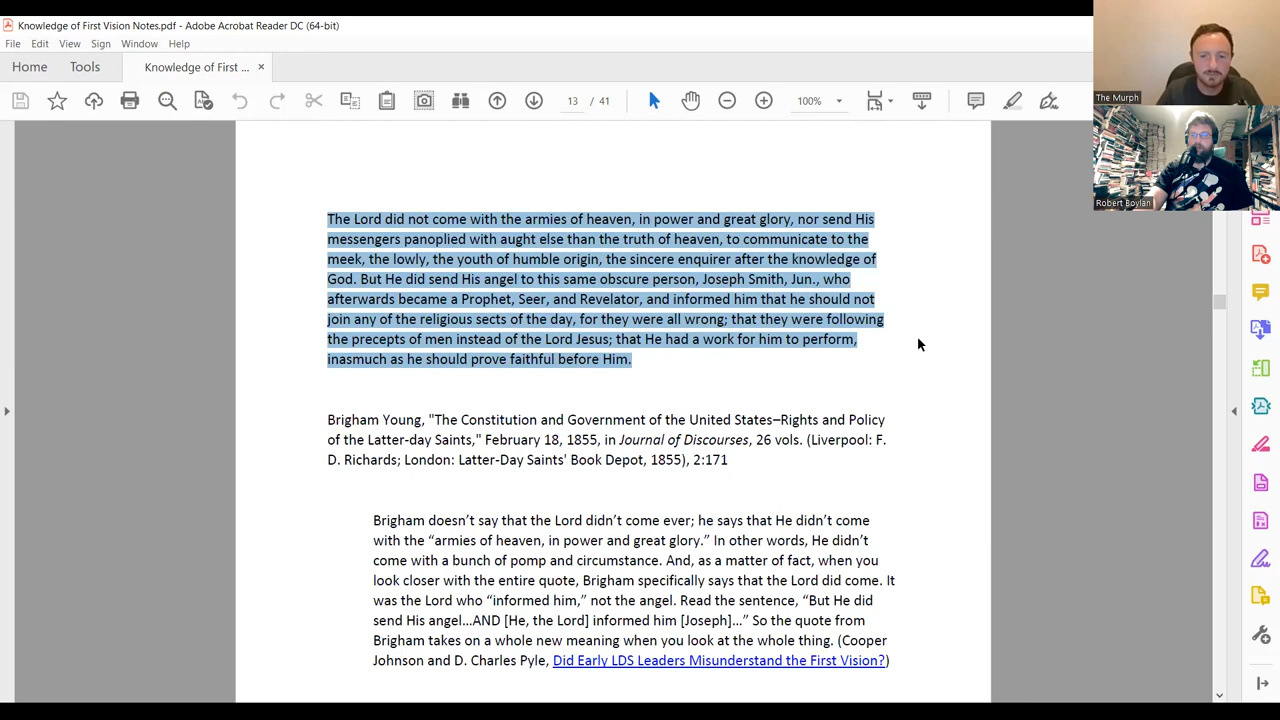 Knowledge of First Vision Notes.pdf - Adobe Acrobat Reader DC (64-bit)
File Edit View Sign Window Help
Home Tools Knowledge of First ... ×
13 / 41 100%
The Murph
Robert Boylan
The Lord did not come with the armies of heaven, in power and great glory, nor send His
messengers panoplied with aught else than the truth of heaven, to communicate to the
meek, the lowly, the youth of humble origin, the sincere enquirer after the knowledge of
God. But He did send His angel to this same obscure person, Joseph Smith, Jun., who
afterwards became a Prophet, Seer, and Revelator, and informed him that he should not
join any of the religious sects of the day, for they were all wrong; that they were following
the precepts of men instead of the Lord Jesus; that He had a work for him to perform,
inasmuch as he should prove faithful before Him.
Brigham Young, "The Constitution and Government of the United States–Rights and Policy
of the Latter-day Saints," February 18, 1855, in Journal of Discourses, 26 vols. (Liverpool: F.
D. Richards; London: Latter-Day Saints' Book Depot, 1855), 2:171
Brigham doesn’t say that the Lord didn’t come ever; he says that He didn’t come
with the “armies of heaven, in power and great glory.” In other words, He didn’t
come with a bunch of pomp and circumstance. And, as a matter of fact, when you
look closer with the entire quote, Brigham specifically says that the Lord did come. It
was the Lord who “informed him,” not the angel. Read the sentence, “But He did
send His angel…AND [He, the Lord] informed him [Joseph]…” So the quote from
Brigham takes on a whole new meaning when you look at the whole thing. (Cooper
Johnson and D. Charles Pyle, Did Early LDS Leaders Misunderstand the First Vision?)